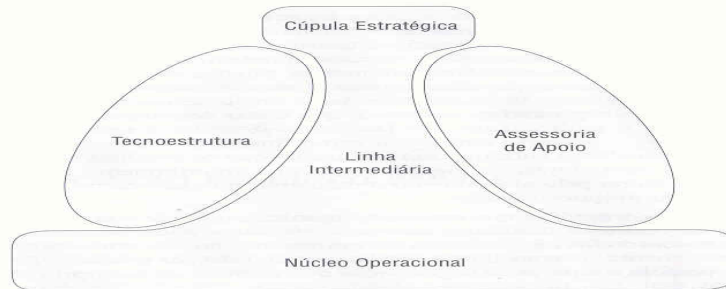 Cúpula Estratégica
Tecnoestrutura
Linha
Intermediária
Assessoria
de Apoio
Núcleo Operacional